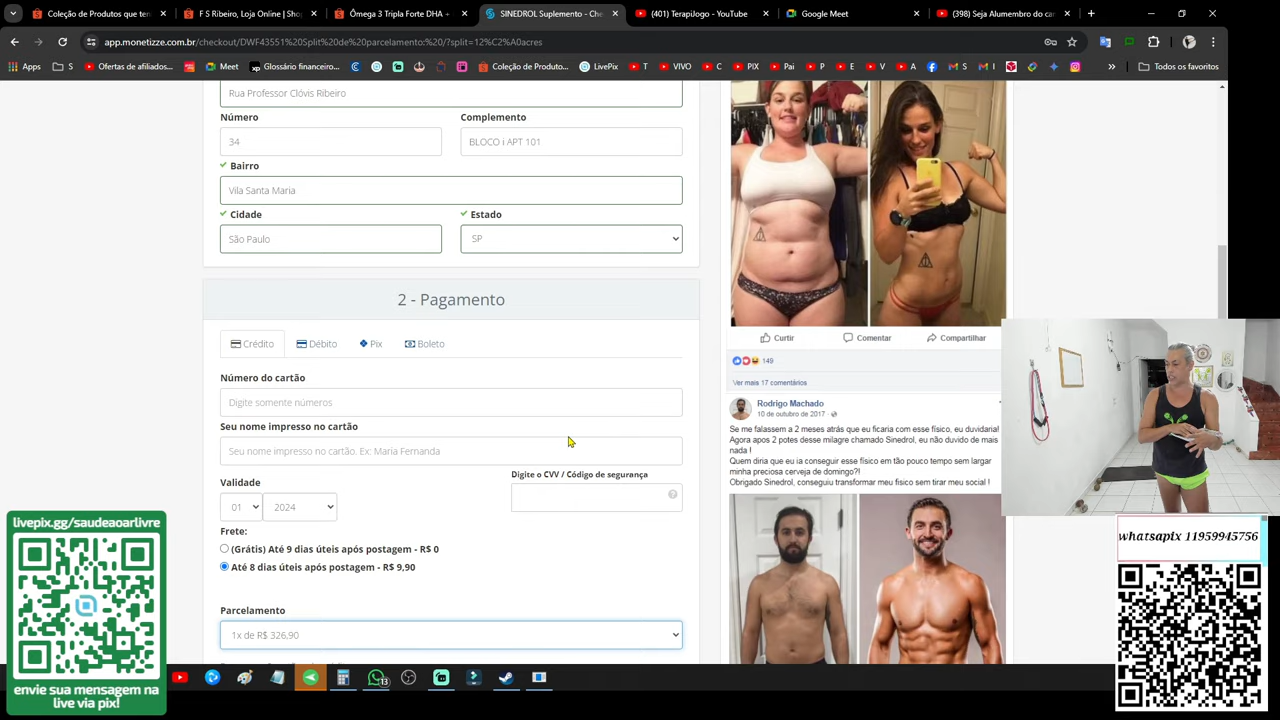 Coleção de Produtos que ten
F S Ribeiro, Loja Online | Sho
Ômega 3 Tripla Forte DHA +
SINEDROL Suplemento - Che
(401) TerapiJogo - YouTube
Google Meet
(398) Seja Alumembro do ca
app.monetizze.com.br/checkout/DWF43551%20Split%20de%20parcelamento:%20/?split=12%C2%A0acres
Ofertas de afiliados...
Meet
Glossário financeiro...
Coleção de Produto...
LivePix
T
VIVO
C
PIX
Pai
P
E
V
A
M S
M I
Todos os favoritos
Rua Professor Clóvis Ribeiro
Número
Complemento
34
BLOCO i APT 101
Bairro
Vila Santa Maria
Cidade
Estado
São Paulo
SP
2 - Pagamento
Crédito
Débito
Pix
Boleto
Número do cartão
Digite somente números
Seu nome impresso no cartão
Seu nome impresso no cartão. Ex: Maria Fernanda
Validade
Digite o CVV / Código de segurança
01
2024
Frete:
(Grátis) Até 9 dias úteis após postagem - R$ 0
Até 8 dias úteis após postagem - R$ 9,90
Parcelamento
1x de R$ 326,90
Curtir
Comentar
Compartilhar
149
Ver mais 17 comentários
Rodrigo Machado
10 de outubro de 2017
Se me falassem a 2 meses atrás que eu ficaria com esse físico, eu duvidaria!
Agora apos 2 potes desse milagre chamado Sinedrol, eu não duvido de mais
nada !
Quem diria que eu ia conseguir esse físico em tão pouco tempo sem largar
minha preciosa cerveja de domingo?!
Obrigado Sinedrol, conseguiu transformar meu fisico sem tirar meu social !
livepix.gg/saudeaoarlivre
envie sua mensagem na
live via pix!
whatsapix 11959945756
13